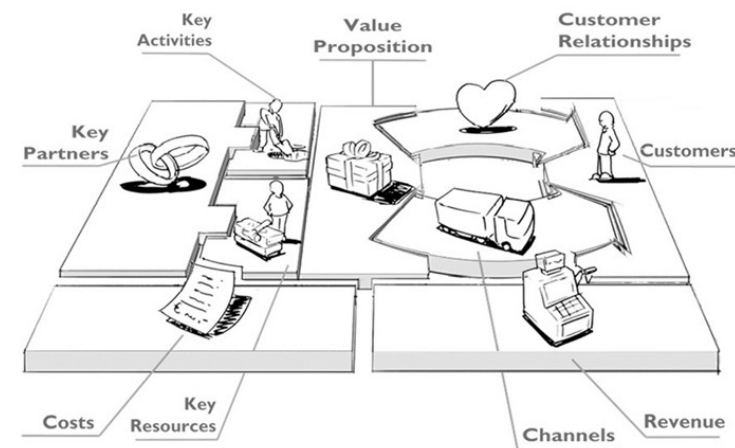 Key
Activities
Value
Proposition
Customer
Relationships
Key
Partners
Customers
Costs
Key
Resources
Channels
Revenue